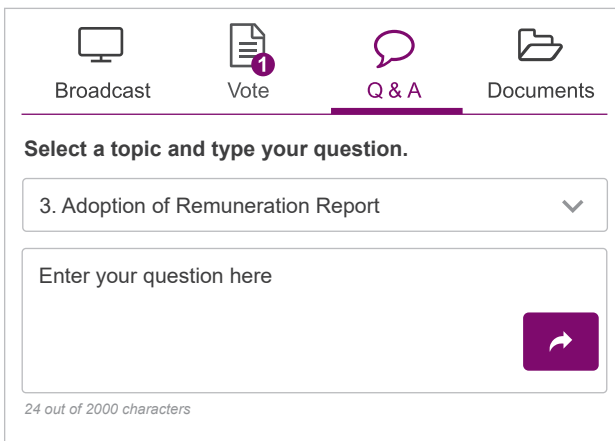 1
Broadcast Vote Q & A Documents
Select a topic and type your question.
3. Adoption of Remuneration Report
Enter your question here
24 out of 2000 characters